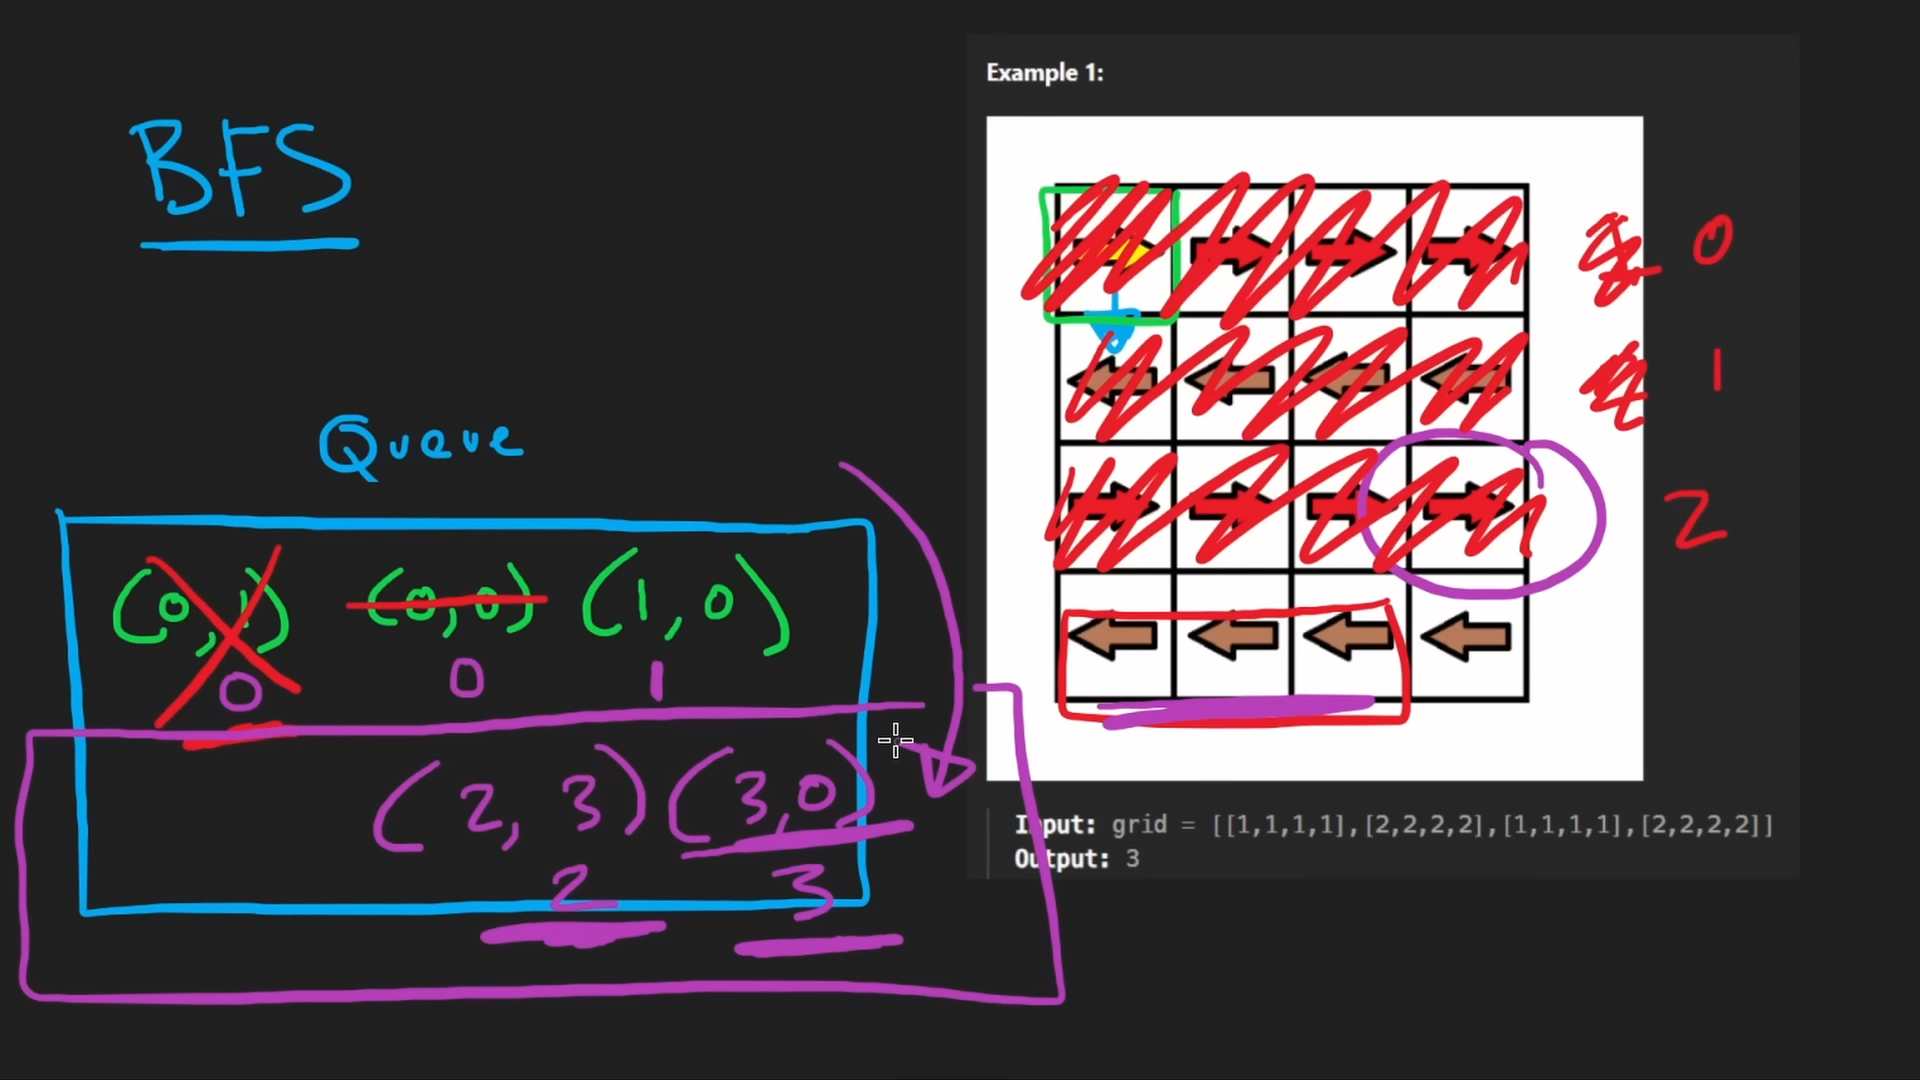 BFS
Queue
(0,1) (0,0) (1,0)
0 0 1
(2,3) (3,0)
2 3
Example 1:
0
1
2
Input: grid = [[1,1,1,1],[2,2,2,2],[1,1,1,1],[2,2,2,2]]
Output: 3